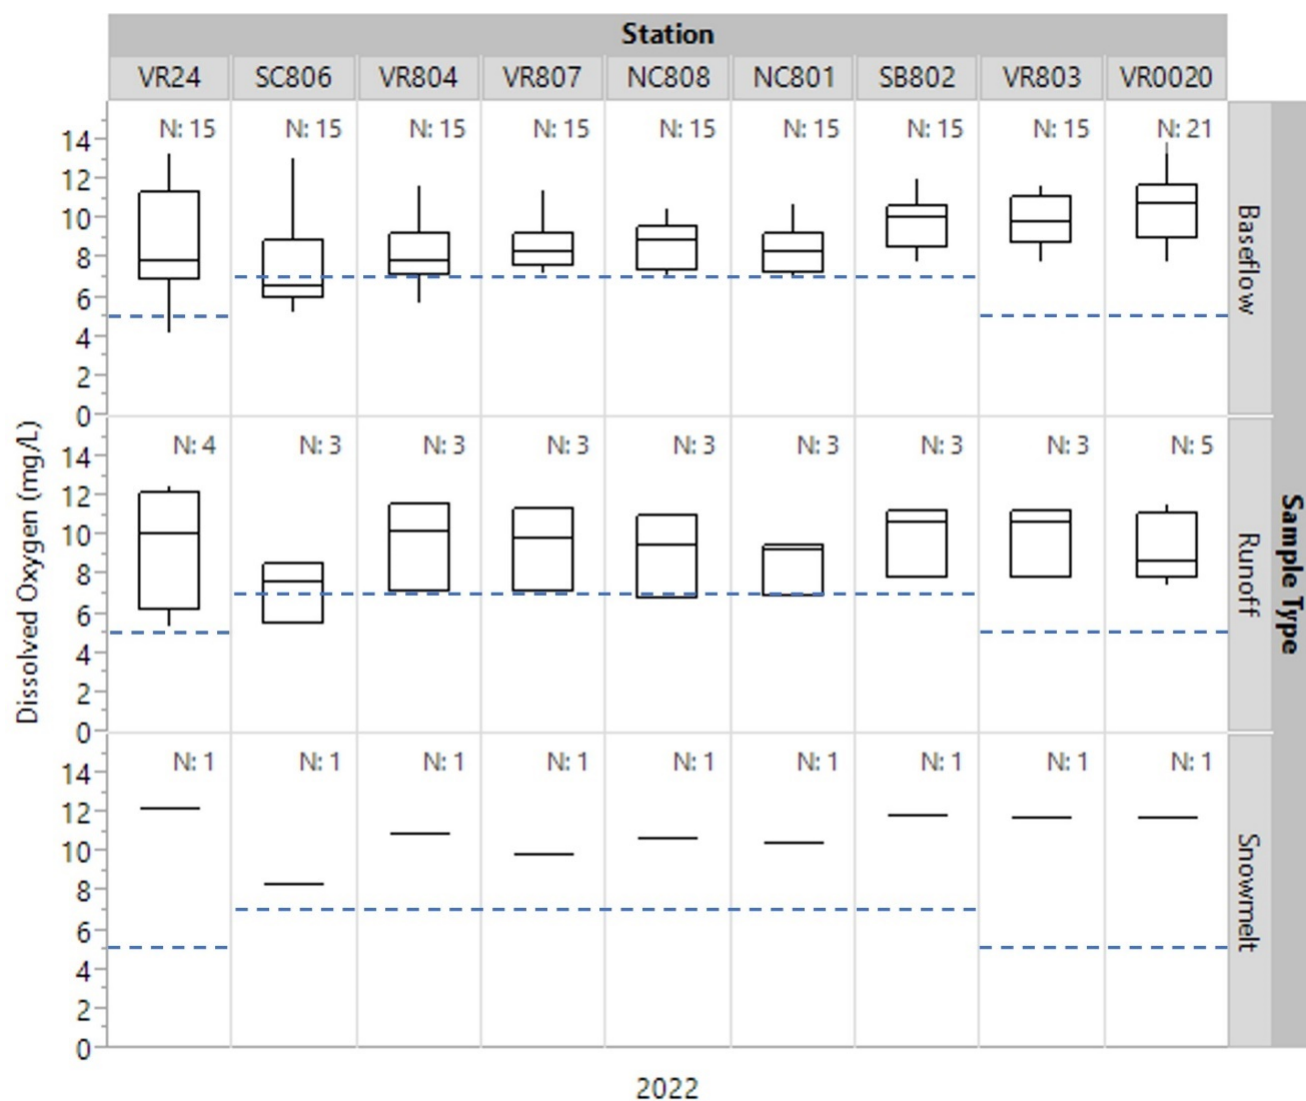 Station
VR24 SC806 VR804 VR807 NC808 NC801 SB802 VR803 VR0020
N: 15 N: 15 N: 15 N: 15 N: 15 N: 15 N: 15 N: 15 N: 21
14
12
10
8
6
4
2
0
Baseflow
N: 4 N: 3 N: 3 N: 3 N: 3 N: 3 N: 3 N: 3 N: 5
14
12
10
8
6
4
2
0
Runoff
N: 1 N: 1 N: 1 N: 1 N: 1 N: 1 N: 1 N: 1 N: 1
14
12
10
8
6
4
2
0
Snowmelt
Dissolved Oxygen (mg/L)
Sample Type
2022